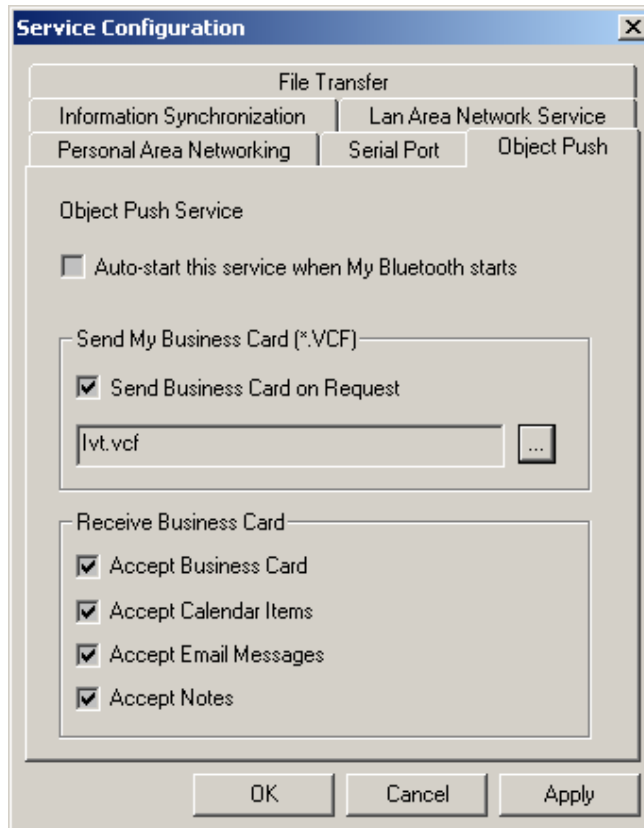 Service Configuration
File Transfer
Information Synchronization
Lan Area Network Service
Personal Area Networking
Serial Port
Object Push
Object Push Service
Auto-start this service when My Bluetooth starts
Send My Business Card (*.VCF)
Send Business Card on Request
lvt.vcf
...
Receive Business Card
Accept Business Card
Accept Calendar Items
Accept Email Messages
Accept Notes
OK
Cancel
Apply